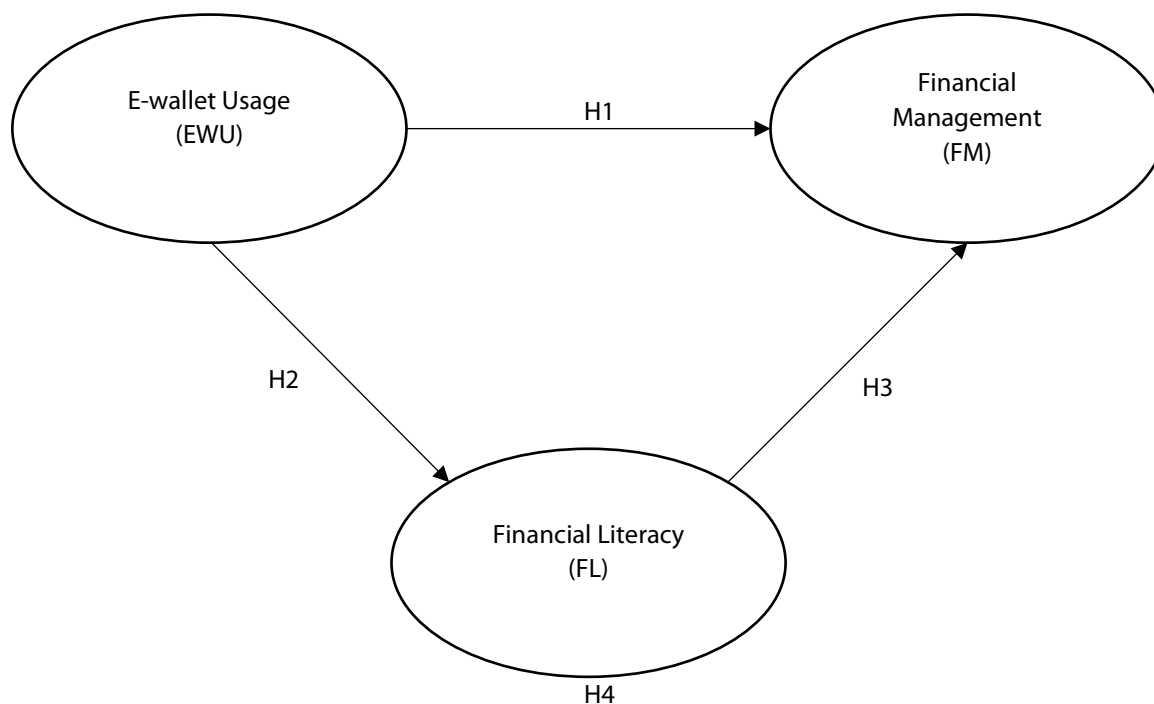 E-wallet Usage
(EWU)
H1
Financial
Management
(FM)
H2
H3
Financial Literacy
(FL)
H4